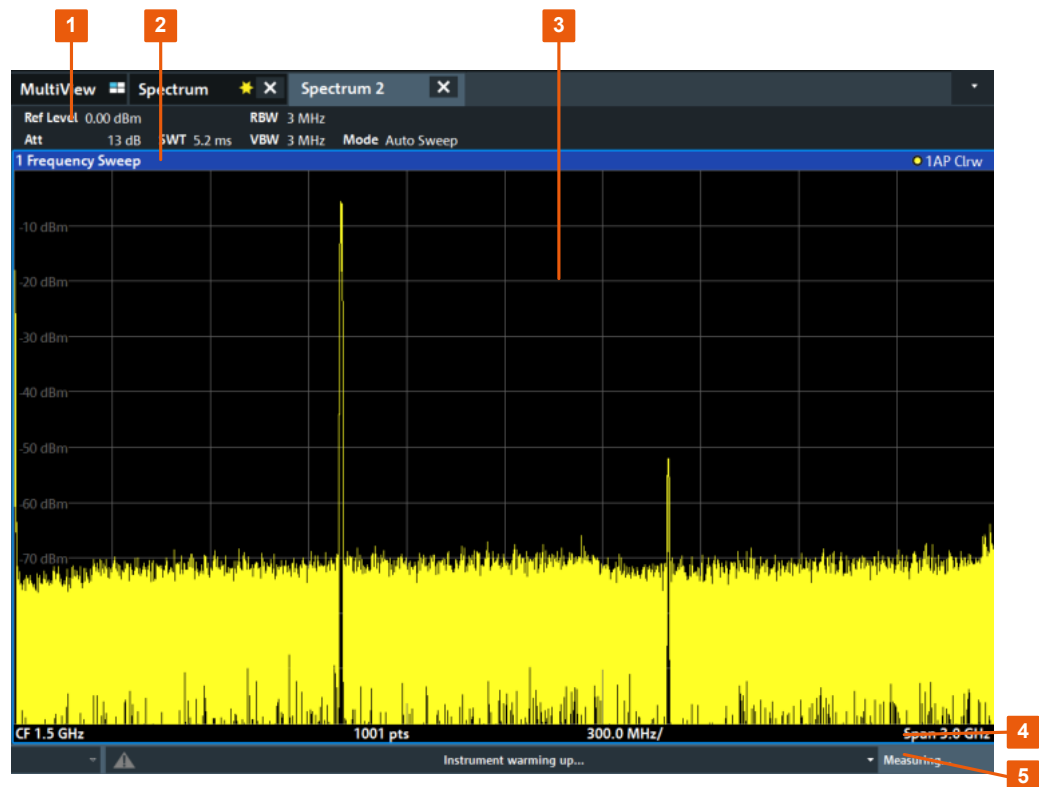 1 2 3
MultiView Spectrum Spectrum 2
Ref Level 0.00 dBm RBW 3 MHz
Att 13 dB SWT 5.2 ms VBW 3 MHz Mode Auto Sweep
1 Frequency Sweep 1AP Clrw
-10 dBm
-20 dBm
-30 dBm
-40 dBm
-50 dBm
-60 dBm
-70 dBm
CF 1.5 GHz 1001 pts 300.0 MHz/ Span 3.0 GHz
4
Instrument warming up... Measuring...
5